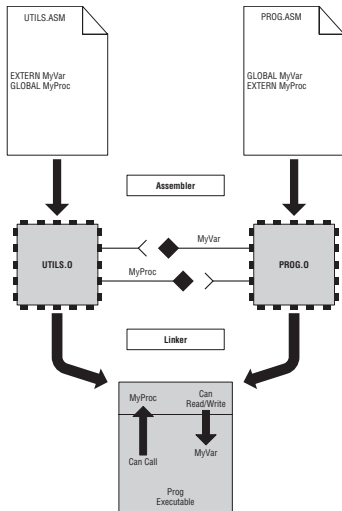 UTILS.ASM
EXTERN MyVar
GLOBAL MyProc
PROG.ASM
GLOBAL MyVar
EXTERN MyProc
Assembler
UTILS.O
MyVar
MyProc
PROG.O
Linker
MyProc
Can
Read/Write
Can Call
MyVar
Prog
Executable